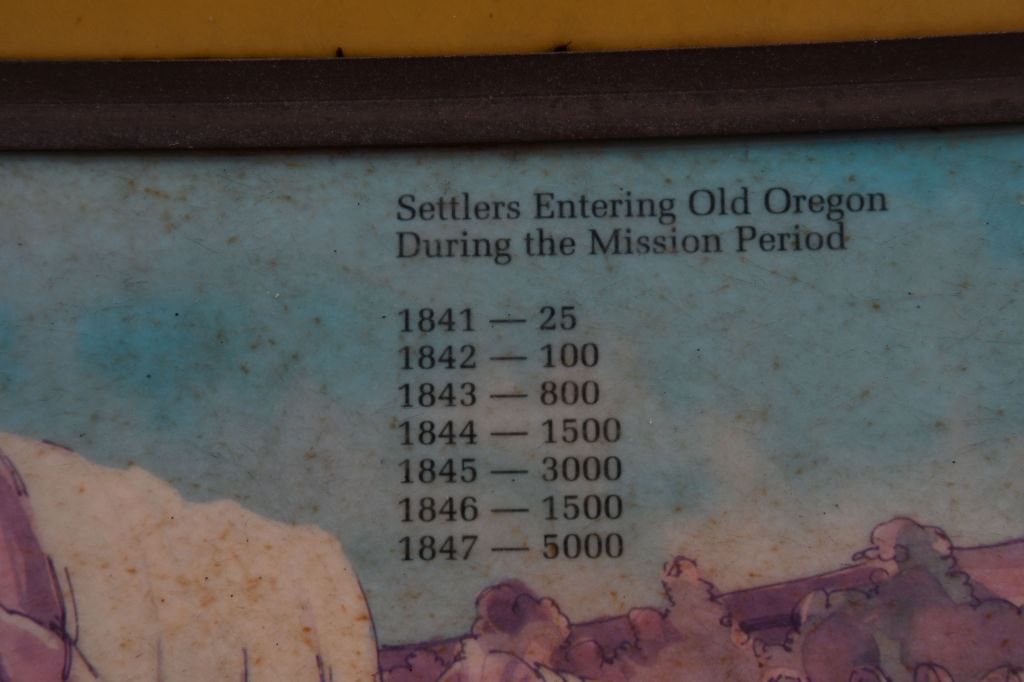 Settlers Entering Old Oregon
During the Mission Period
1841 — 25
1842 — 100
1843 — 800
1844 — 1500
1845 — 3000
1846 — 1500
1847 — 5000